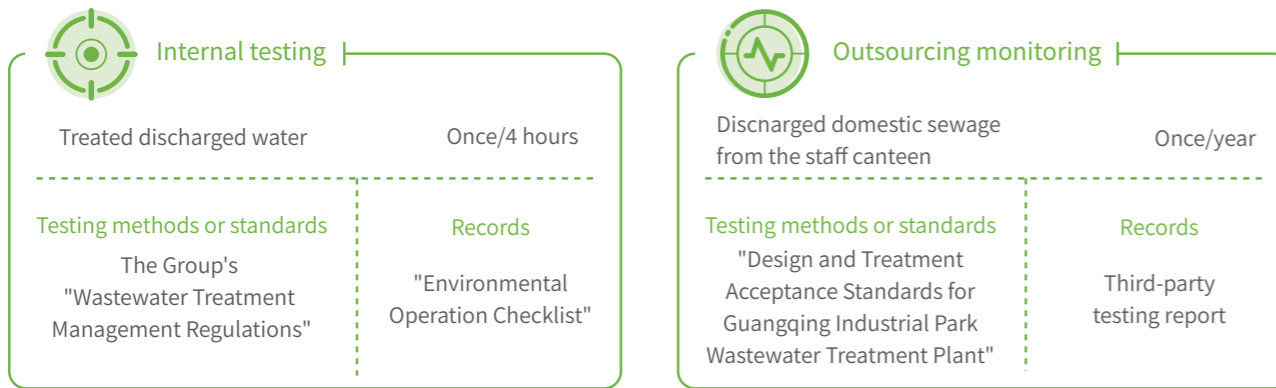 Internal testing
Treated discharged water
Once/4 hours
Testing methods or standards
The Group's
"Wastewater Treatment
Management Regulations"
Records
"Environmental
Operation Checklist"
Outsourcing monitoring
Discnarged domestic sewage
from the staff canteen
Once/year
Testing methods or standards
"Design and Treatment
Acceptance Standards for
Guangqing Industrial Park
Wastewater Treatment Plant"
Records
Third-party
testing report